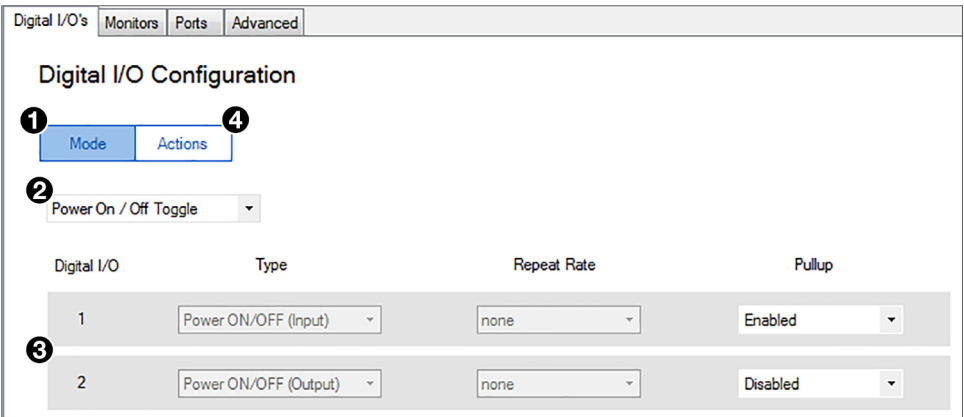 Digital I/O's Monitors Ports Advanced
Digital I/O Configuration
1 4
Mode Actions
2
Power On / Off Toggle
Digital I/O Type Repeat Rate Pullup
1 Power ON/OFF (Input) none Enabled
3
2 Power ON/OFF (Output) none Disabled